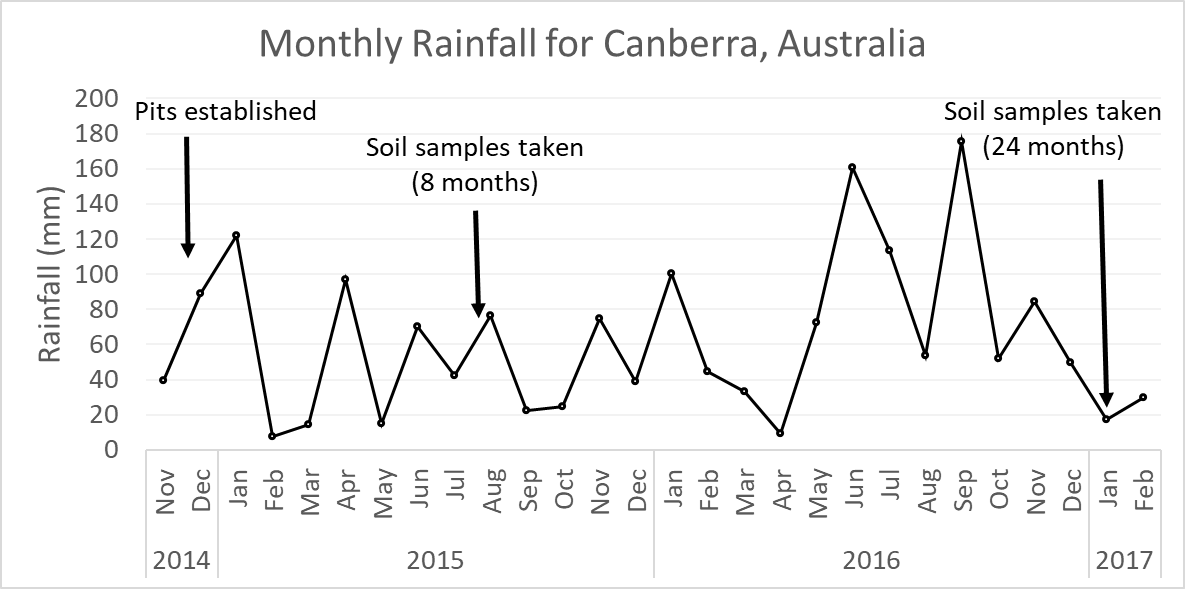 Monthly Rainfall for Canberra, Australia
Rainfall (mm)
200
180
160
140
120
100
80
60
40
20
0
Pits established
Soil samples taken
(8 months)
Soil samples taken
(24 months)
Nov Dec Jan Feb Mar Apr May Jun Jul Aug Sep Oct Nov Dec Jan Feb Mar Apr May Jun Jul Aug Sep Oct Nov Dec Jan Feb
2014 2015 2016 2017